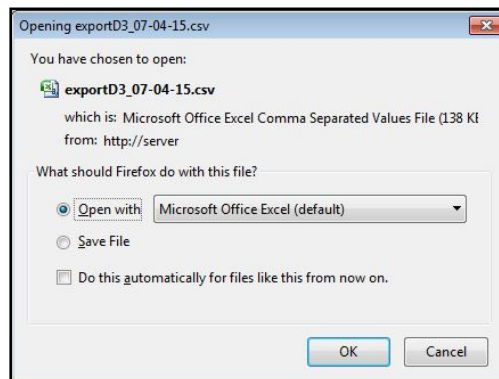 Opening exportD3_07-04-15.csv
You have chosen to open:
exportD3_07-04-15.csv
which is: Microsoft Office Excel Comma Separated Values File (138 KB
from: http://server
What should Firefox do with this file?
Open with Microsoft Office Excel (default)
Save File
Do this automatically for files like this from now on.
OK Cancel